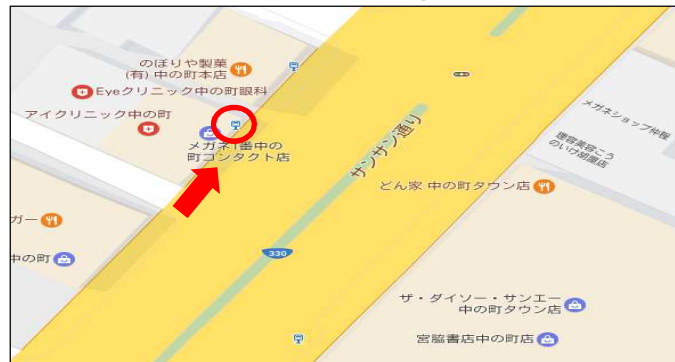 のぼりや製菓
(有) 中の町本店
Eyeクリニック中の町眼科
アイクリニック中の町
メガネ1番中の
町コンタクト店
サンサン通り
メガネショップ仲程
理容美容こう
のいけ胡屋店
どん家 中の町タウン店
ガー
中の町
330
ザ・ダイソー・サンエー
中の町タウン店
宮脇書店中の町店